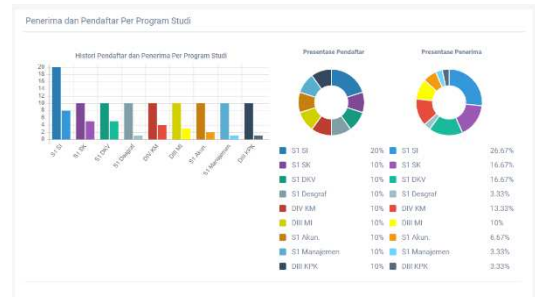 Penerima dan Pendaftar Per Program Studi
Histori Pendaftar dan Penerima Per Program Studi
20
18
16
14
12
10
8
6
4
2
0
S1 SI
S1 SK
S1 DKV
S1 Desgraf
DIV KM
DIII MI
S1 Akun.
S1 Manajemen
DIII KPK
Presentase Pendaftar
S1 SI 20%
S1 SK 10%
S1 DKV 10%
S1 Desgraf 10%
DIV KM 10%
DIII MI 10%
S1 Akun. 10%
S1 Manajemen 10%
DIII KPK 10%
Presentase Penerima
S1 SI 26.67%
S1 SK 16.67%
S1 DKV 16.67%
S1 Desgraf 3.33%
DIV KM 13.33%
DIII MI 10%
S1 Akun. 6.67%
S1 Manajemen 3.33%
DIII KPK 3.33%